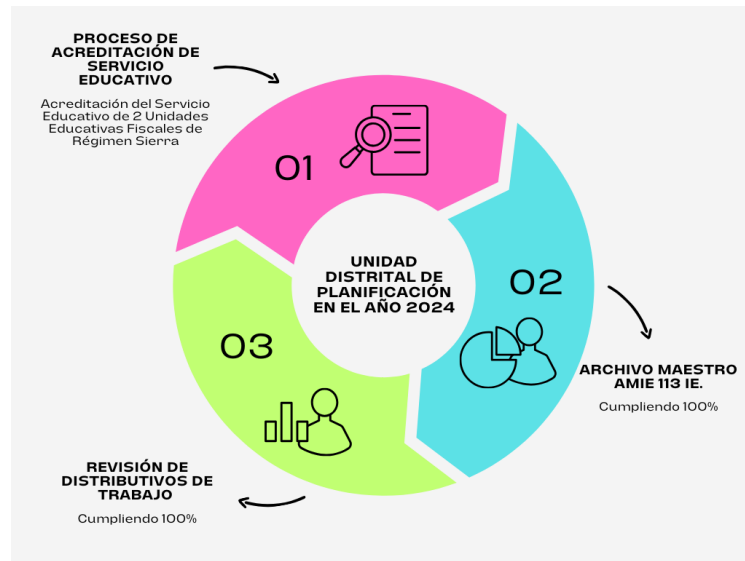 PROCESO DE
ACREDITACIÓN DE
SERVICIO
EDUCATIVO
Acreditación del Servicio
Educativo de 2 Unidades
Educativas Fiscales de
Régimen Sierra
01
UNIDAD
DISTRITAL DE
PLANIFICACIÓN
EN EL AÑO 2024
02
ARCHIVO MAESTRO
AMIE 113 IE.
Cumpliendo 100%
03
REVISIÓN DE
DISTRIBUTIVOS DE
TRABAJO
Cumpliendo 100%